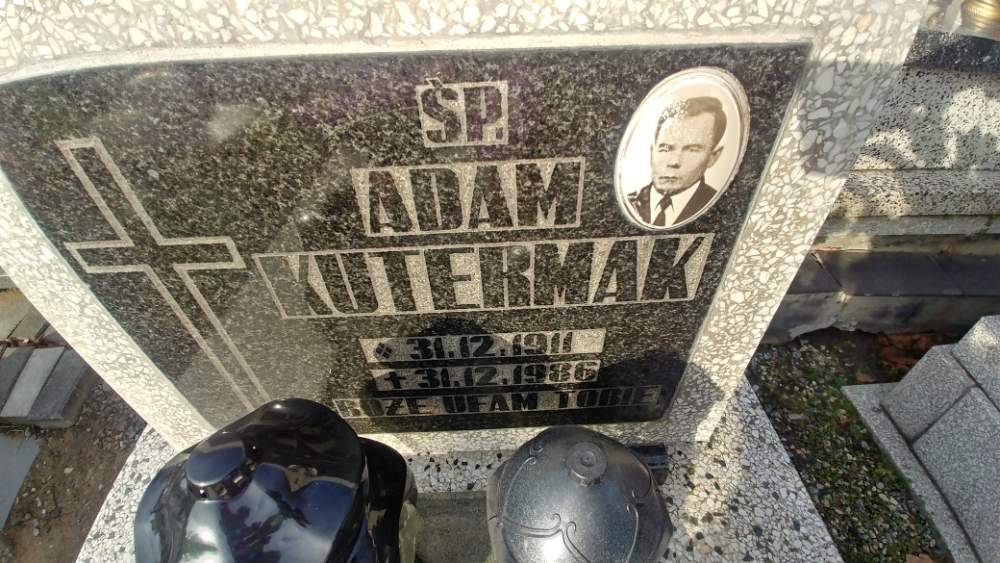 ŚP.
ADAM
KUTERMAK
* 31.12.1911
+ 31.12.1986
BOŻE UFAM TOBIE